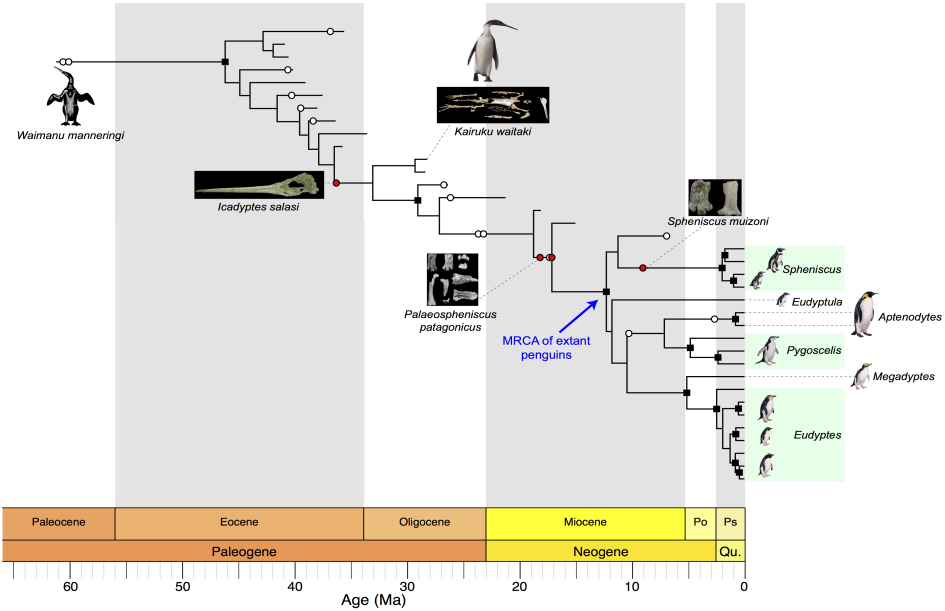 Waimanu manneringi
Kairuku waitaki
Icadyptes salasi
Spheniscus muizoni
Spheniscus
Palaeospheniscus
patagonicus
Eudyptula
Aptenodytes
MRCA of extant
penguins
Pygoscelis
Megadyptes
Eudyptes
Paleocene Eocene Oligocene Miocene Po Ps
Paleogene Neogene Qu.
60 50 40 30 20 10 0
Age (Ma)